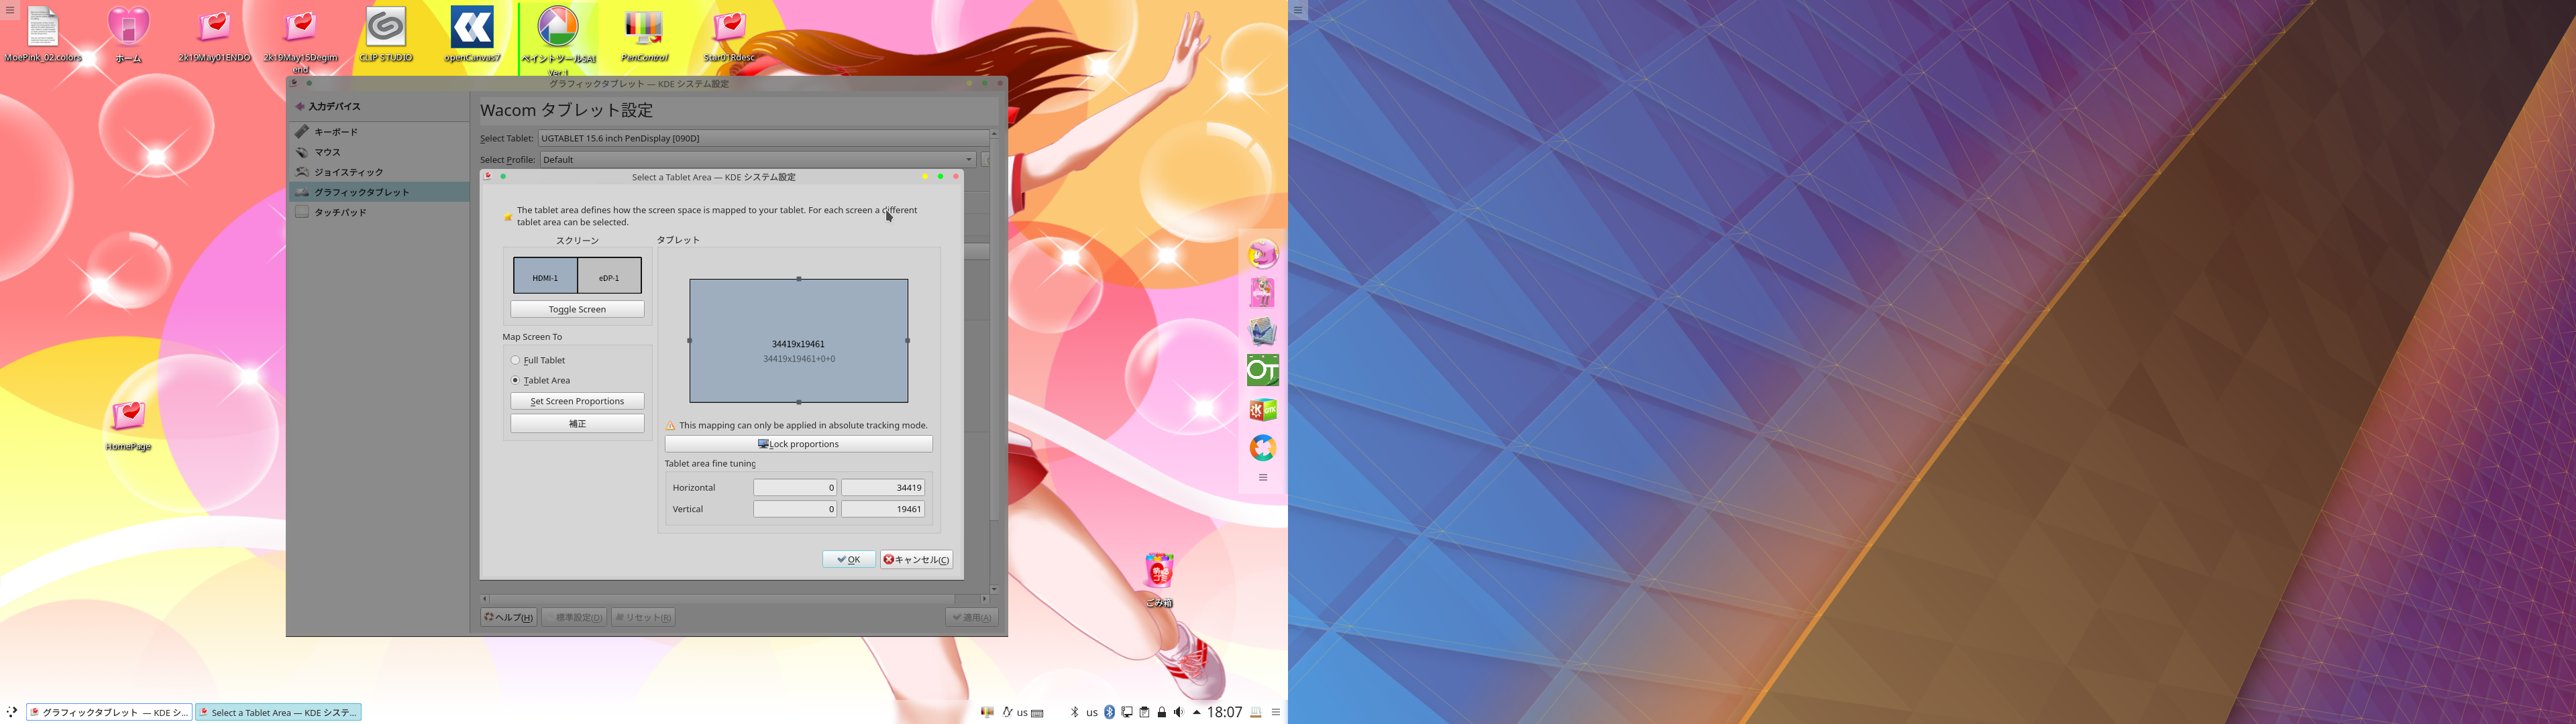 MoePink_02.colors
ホーム
2k19May01ENDO
2k19May15Degim
end
CLIP STUDIO
openCanvas7
ペイントツールSAI
Ver.1
PenControl
Star01Rdesc
グラフィックタブレット — KDE システム設定
入力デバイス
キーボード
マウス
ジョイスティック
グラフィックタブレット
タッチパッド
Wacom タブレット設定
Select Tablet:
UGTABLET 15.6 inch PenDisplay [090D]
Select Profile:
Default
Select a Tablet Area — KDE システム設定
The tablet area defines how the screen space is mapped to your tablet. For each screen a different
tablet area can be selected.
スクリーン
HDMI-1
eDP-1
Toggle Screen
Map Screen To
Full Tablet
Tablet Area
Set Screen Proportions
補正
タブレット
34419x19461
34419x19461+0+0
This mapping can only be applied in absolute tracking mode.
Lock proportions
Tablet area fine tuning
Horizontal
0
34419
Vertical
0
19461
OK
キャンセル(C)
ヘルプ(H)
標準設定(D)
リセット(R)
適用(A)
HomePage
ごみ箱
グラフィックタブレット — KDE シ...
Select a Tablet Area — KDE システ...
us
us
18:07